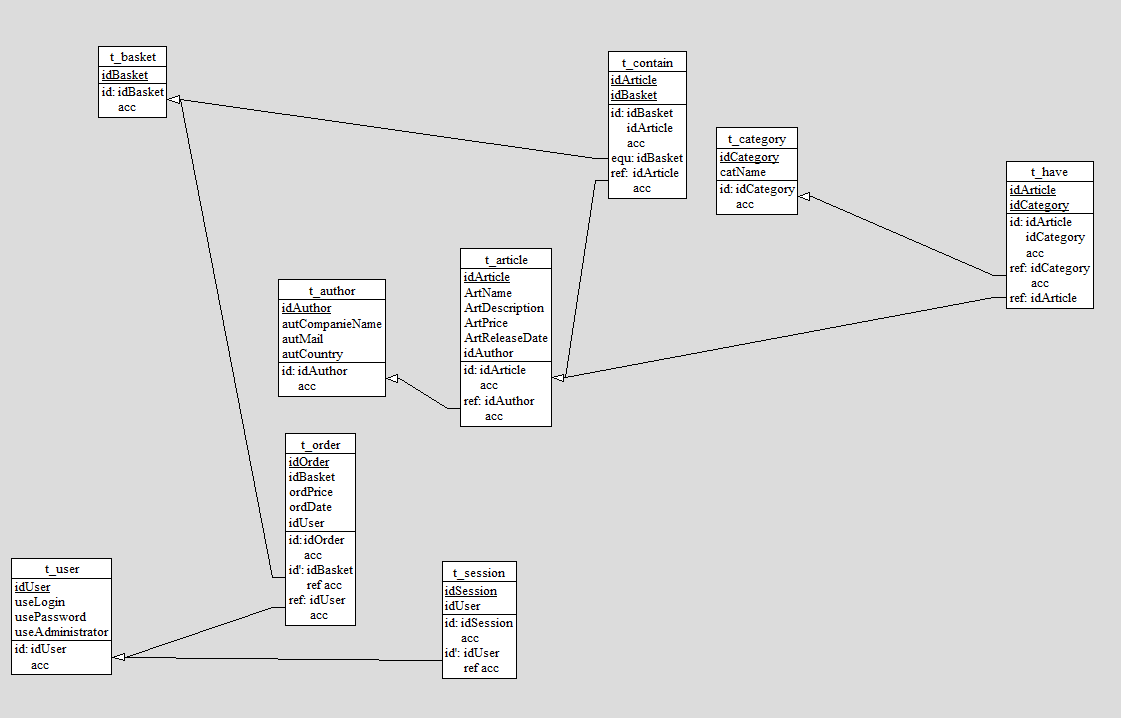 t_basket
idBasket
id: idBasket
acc
t_contain
idArticle
idBasket
id: idBasket
idArticle
acc
equ: idBasket
ref: idArticle
acc
t_category
idCategory
catName
id: idCategory
acc
t_have
idArticle
idCategory
id: idArticle
idCategory
acc
ref: idCategory
acc
ref: idArticle
t_article
idArticle
ArtName
ArtDescription
ArtPrice
ArtReleaseDate
idAuthor
id: idArticle
acc
ref: idAuthor
acc
t_author
idAuthor
autCompanieName
autMail
autCountry
id: idAuthor
acc
t_order
idOrder
idBasket
ordPrice
ordDate
idUser
id: idOrder
acc
id': idBasket
ref acc
ref: idUser
acc
t_user
idUser
useLogin
usePassword
useAdministrator
id: idUser
acc
t_session
idSession
idUser
id: idSession
acc
id': idUser
ref acc